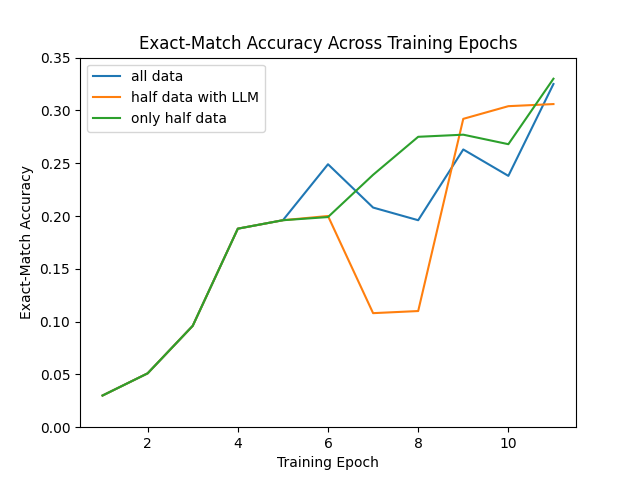 Exact-Match Accuracy Across Training Epochs
all data
half data with LLM
only half data
Exact-Match Accuracy
0.35
0.30
0.25
0.20
0.15
0.10
0.05
0.00
2 4 6 8 10
Training Epoch